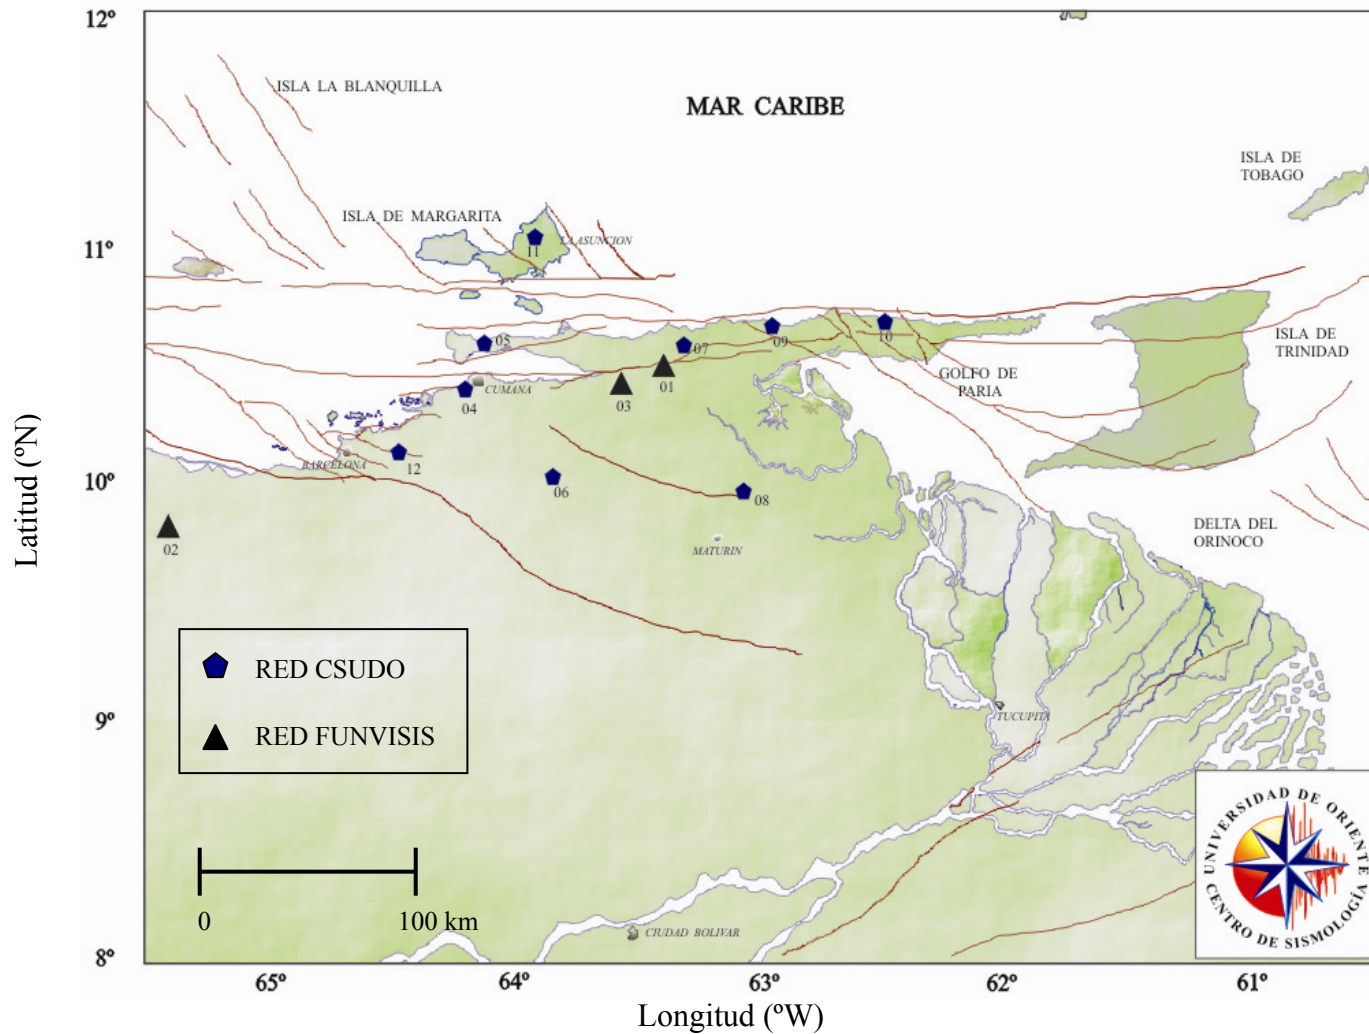 12º
ISLA LA BLANQUILLA
MAR CARIBE
ISLA DE
TOBAGO
ISLA DE MARGARITA
LA ASUNCION
11
11º
05
07
09
10
ISLA DE
TRINIDAD
GOLFO DE
PARIA
CUMANA
04
03
01
BARCELONA
12
10º
06
08
02
MATURIN
DELTA DEL
ORINOCO
Latitud (ºN)
RED CSUDO
RED FUNVISIS
9º
TUCUPITA
0
100 km
CIUDAD BOLIVAR
UNIVERSIDAD DE ORIENTE
CENTRO DE SISMOLOGÍA
8º
65º
64º
63º
62º
61º
Longitud (ºW)